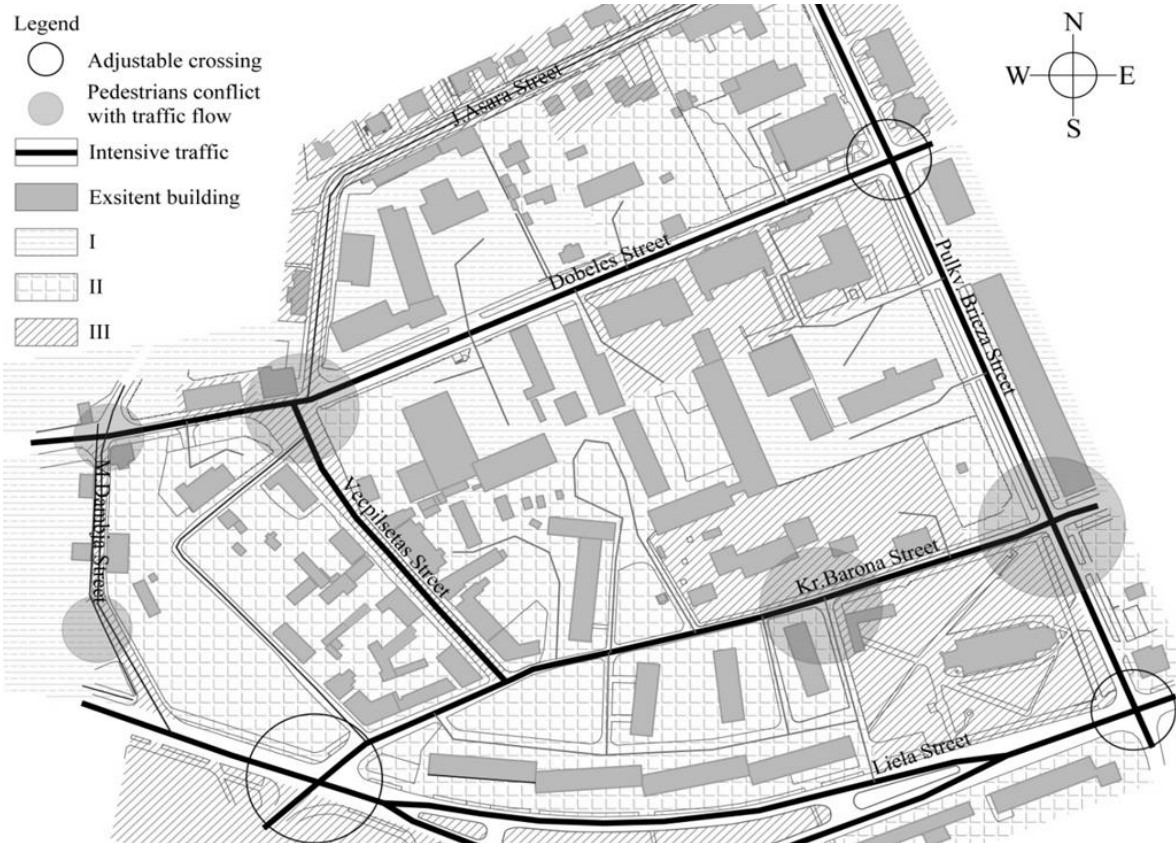 Legend
Adjustable crossing
Pedestrians conflict
with traffic flow
Intensive traffic
Exsitent building
I
II
III
N
W
E
S
J.Asara Street
Dobeles Street
Pulkv. Brieza Street
M.Dambja Street
Vecpilsetas Street
Kr.Barona Street
Liela Street